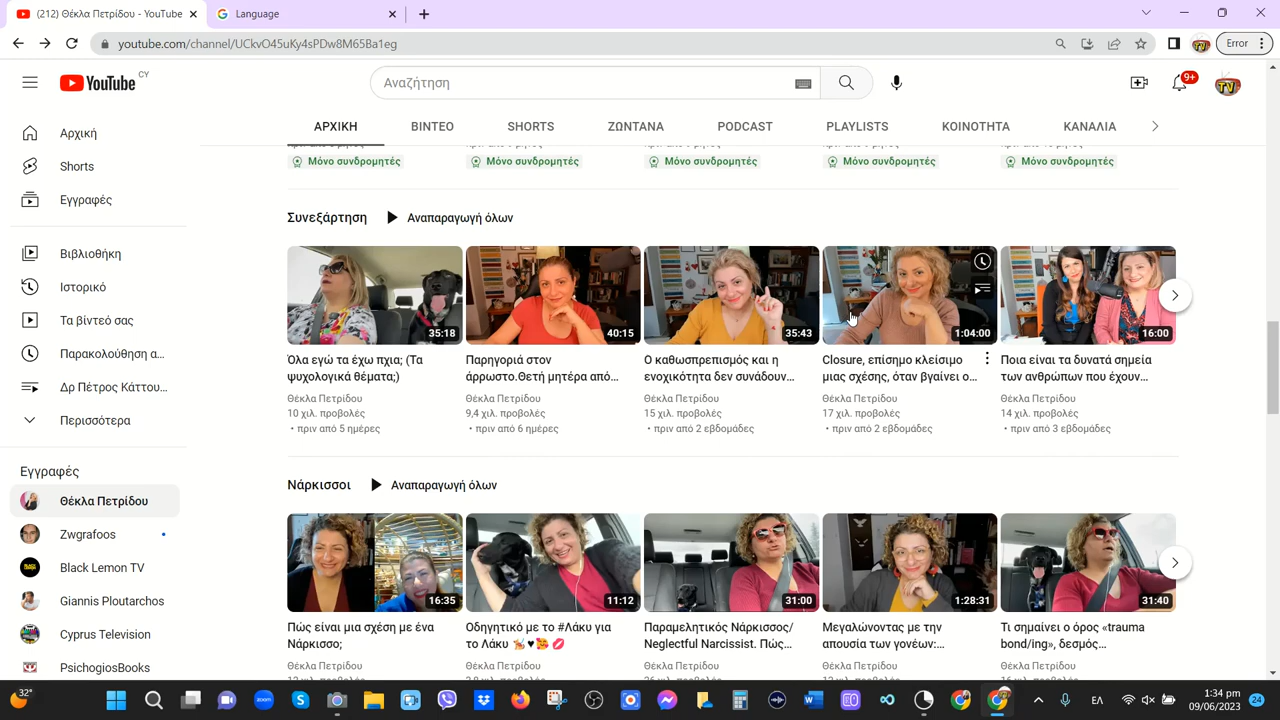 (212) Θέκλα Πετρίδου - YouTube
Language
youtube.com/channel/UCkvO45uKy4sPDw8M65Ba1eg
Error
YouTube CY
Αναζήτηση
9+
ΑΡΧΙΚΗ ΒΙΝΤΕΟ SHORTS ΖΩΝΤΑΝΑ PODCAST PLAYLISTS ΚΟΙΝΟΤΗΤΑ ΚΑΝΑΛΙΑ
Αρχική
Shorts
Εγγραφές
Βιβλιοθήκη
Ιστορικό
Τα βίντεό σας
Παρακολούθηση α...
Δρ Πέτρος Κάττου...
Περισσότερα
Εγγραφές
Θέκλα Πετρίδου
Zwgrafoos
Black Lemon TV
Giannis Ploutarchos
Cyprus Television
PsichogiosBooks
Μόνο συνδρομητές Μόνο συνδρομητές Μόνο συνδρομητές Μόνο συνδρομητές Μόνο συνδρομητές
Συνεξάρτηση Αναπαραγωγή όλων
35:18
Όλα εγώ τα έχω πχια; (Τα
ψυχολογικά θέματα;)
Θέκλα Πετρίδου
10 χιλ. προβολές
• πριν από 5 ημέρες
40:15
Παρηγοριά στον
άρρωστο.Θετή μητέρα από...
Θέκλα Πετρίδου
9,4 χιλ. προβολές
• πριν από 6 ημέρες
35:43
Ο καθωσπρεπισμός και η
ενοχικότητα δεν συνάδουν...
Θέκλα Πετρίδου
15 χιλ. προβολές
• πριν από 2 εβδομάδες
1:04:00
Closure, επίσημο κλείσιμο
μιας σχέσης, όταν βγαίνει ο...
Θέκλα Πετρίδου
17 χιλ. προβολές
• πριν από 2 εβδομάδες
16:00
Ποια είναι τα δυνατά σημεία
των ανθρώπων που έχουν...
Θέκλα Πετρίδου
14 χιλ. προβολές
• πριν από 3 εβδομάδες
Νάρκισσοι Αναπαραγωγή όλων
16:35
Πώς είναι μια σχέση με ένα
Νάρκισσο;
Θέκλα Πετρίδου
11:12
Οδηγητικό με το #Λάκυ για
το Λάκυ 🐕♥️🥰💋
Θέκλα Πετρίδου
31:00
Παραμελητικός Νάρκισσος/
Neglectful Narcissist. Πώς...
Θέκλα Πετρίδου
1:28:31
Μεγαλώνοντας με την
απουσία των γονέων:...
Θέκλα Πετρίδου
31:40
Τι σημαίνει ο όρος «trauma
bond/ing», δεσμός...
Θέκλα Πετρίδου
32°
ΕΛ
1:34 pm
09/06/2023
24